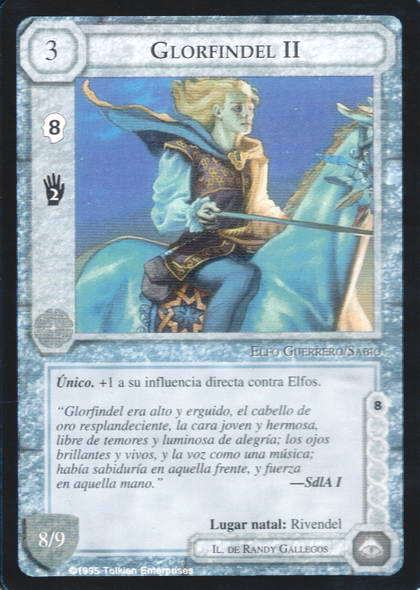 3
GLORFINDEL II
8
2
ELFO GUERRERO/SABIO
Único. +1 a su influencia directa contra Elfos.
“Glorfindel era alto y erguido, el cabello de
oro resplandeciente, la cara joven y hermosa,
libre de temores y luminosa de alegría; los ojos
brillantes y vivos, y la voz como una música;
había sabiduría en aquella frente, y fuerza
en aquella mano.” —SdlA I
8
Lugar natal: Rivendel
8/9
IL. DE RANDY GALLEGOS
©1995 Tolkien Enterprises